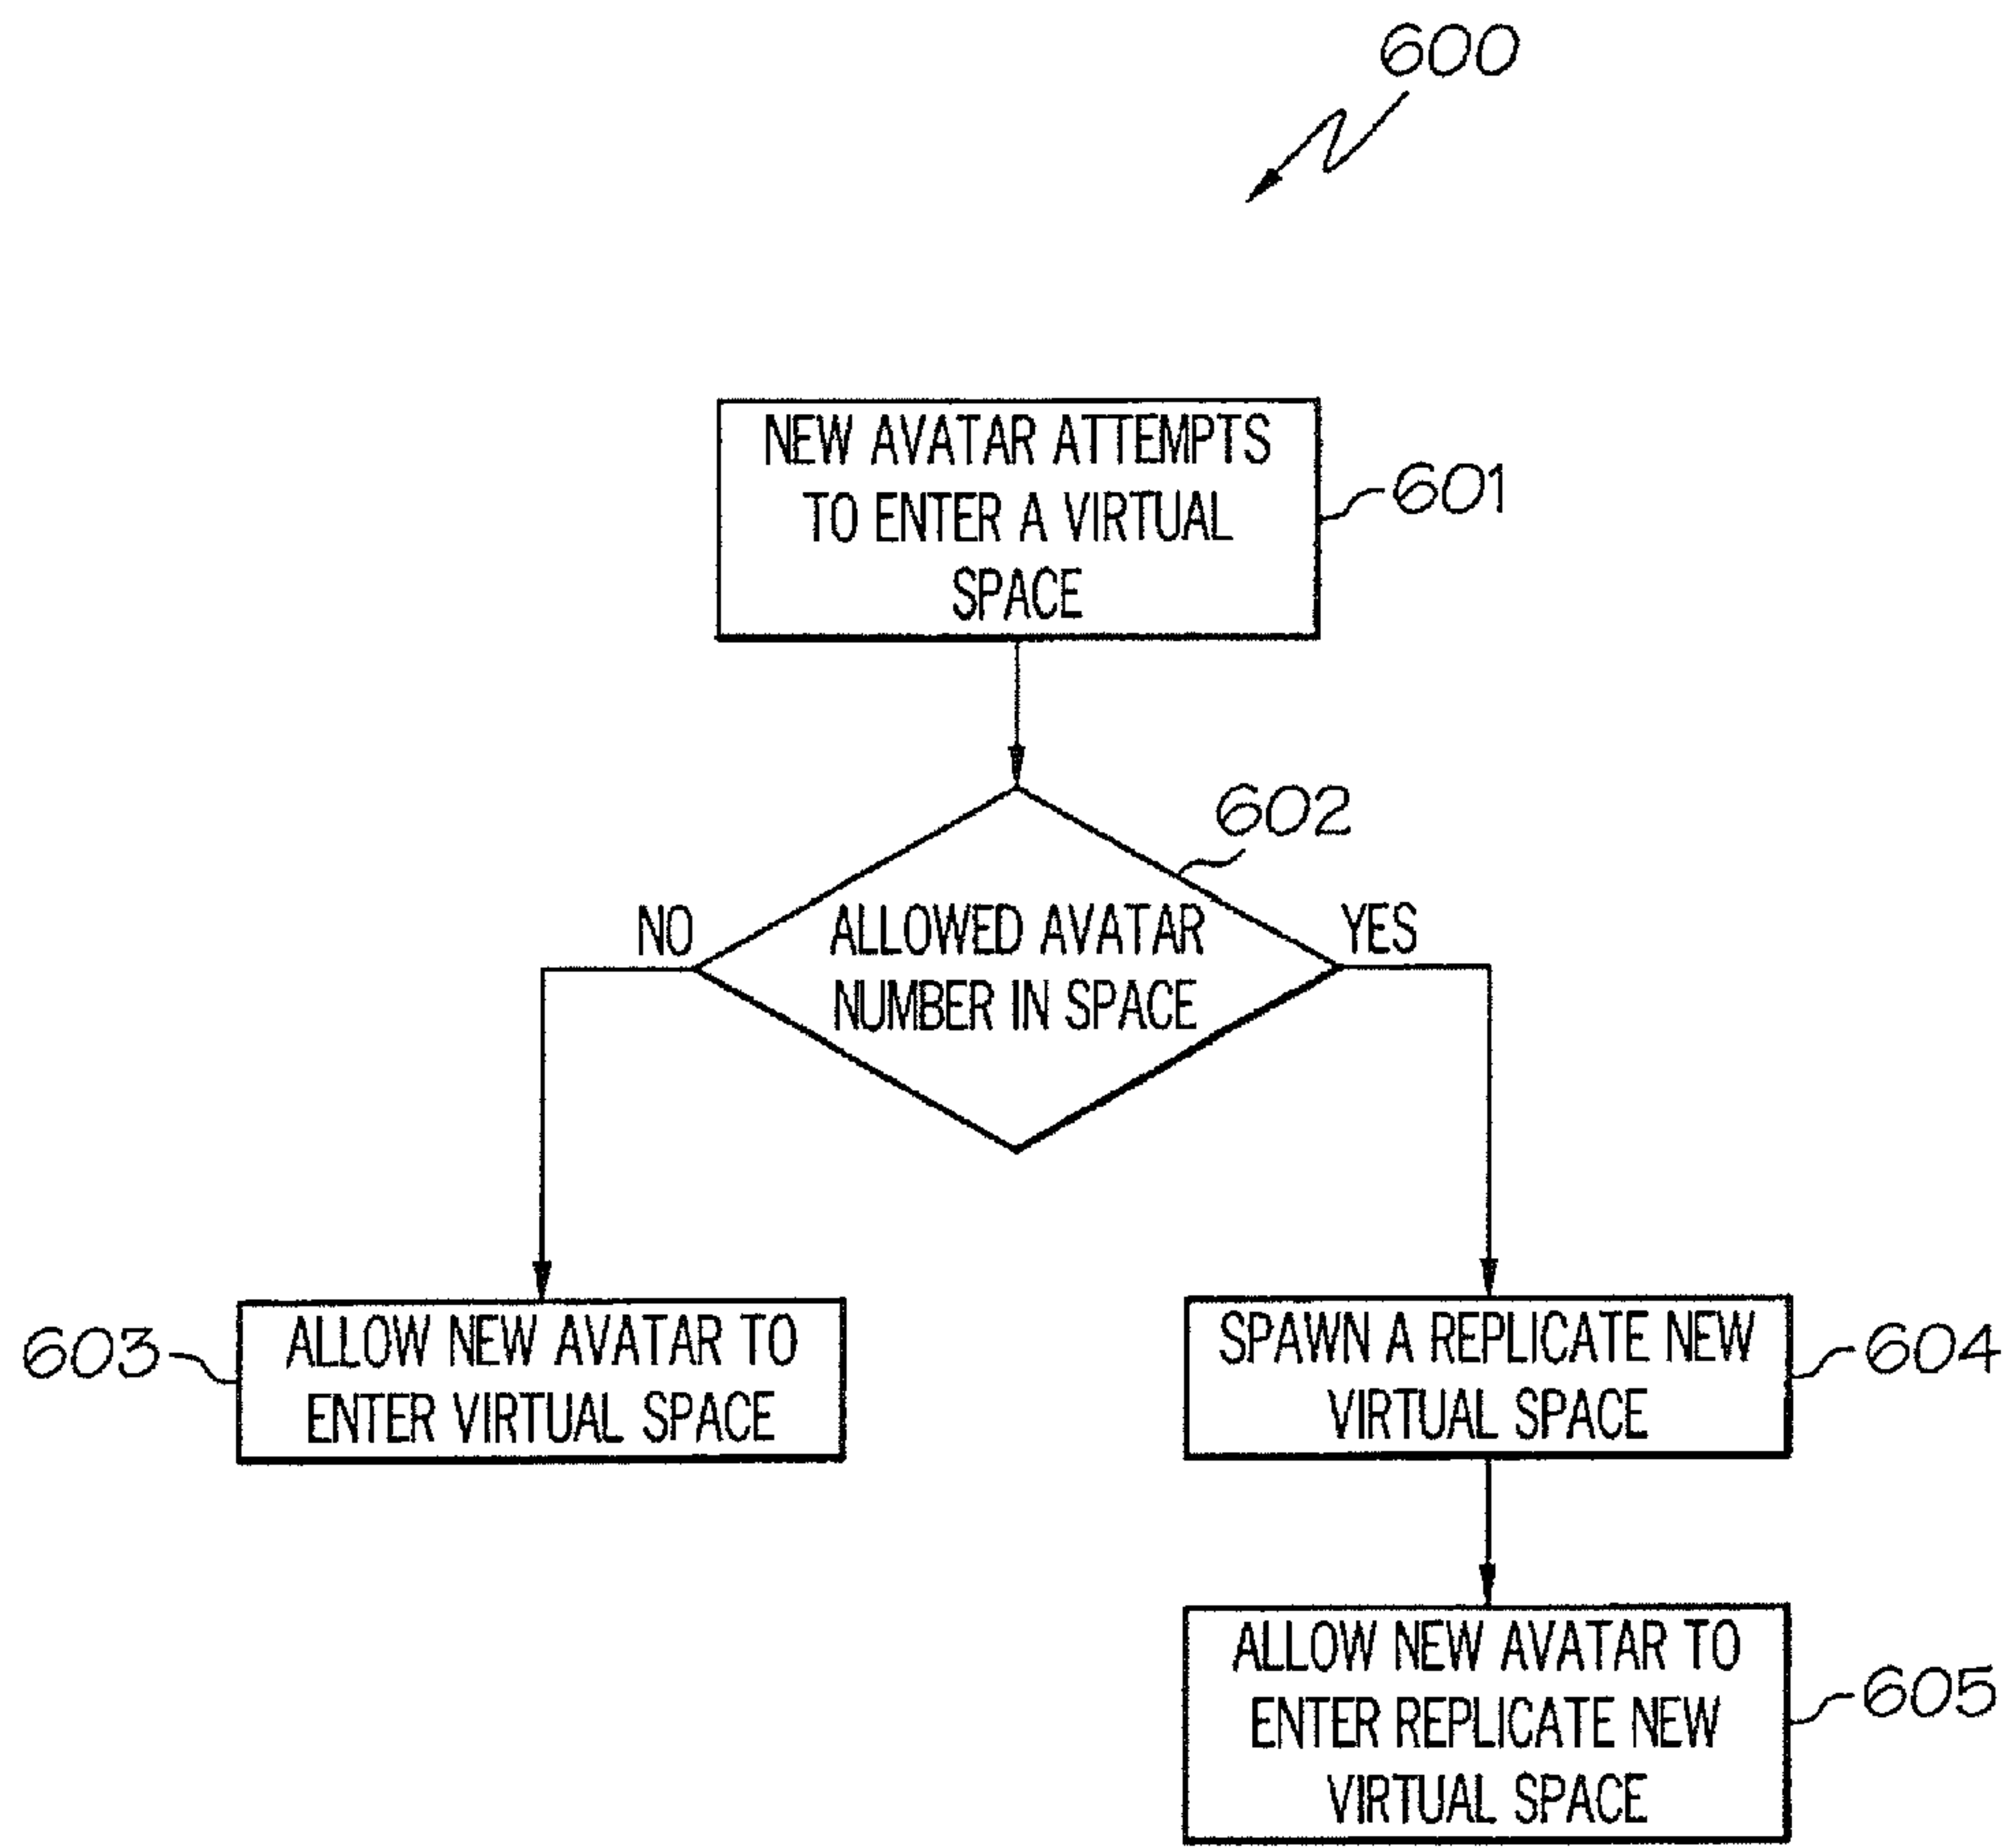 600
NEW AVATAR ATTEMPTS
TO ENTER A VIRTUAL
SPACE
601
602
NO
ALLOWED AVATAR
NUMBER IN SPACE
YES
603
ALLOW NEW AVATAR TO
ENTER VIRTUAL SPACE
SPAWN A REPLICATE NEW
VIRTUAL SPACE
604
ALLOW NEW AVATAR TO
ENTER REPLICATE NEW
VIRTUAL SPACE
605